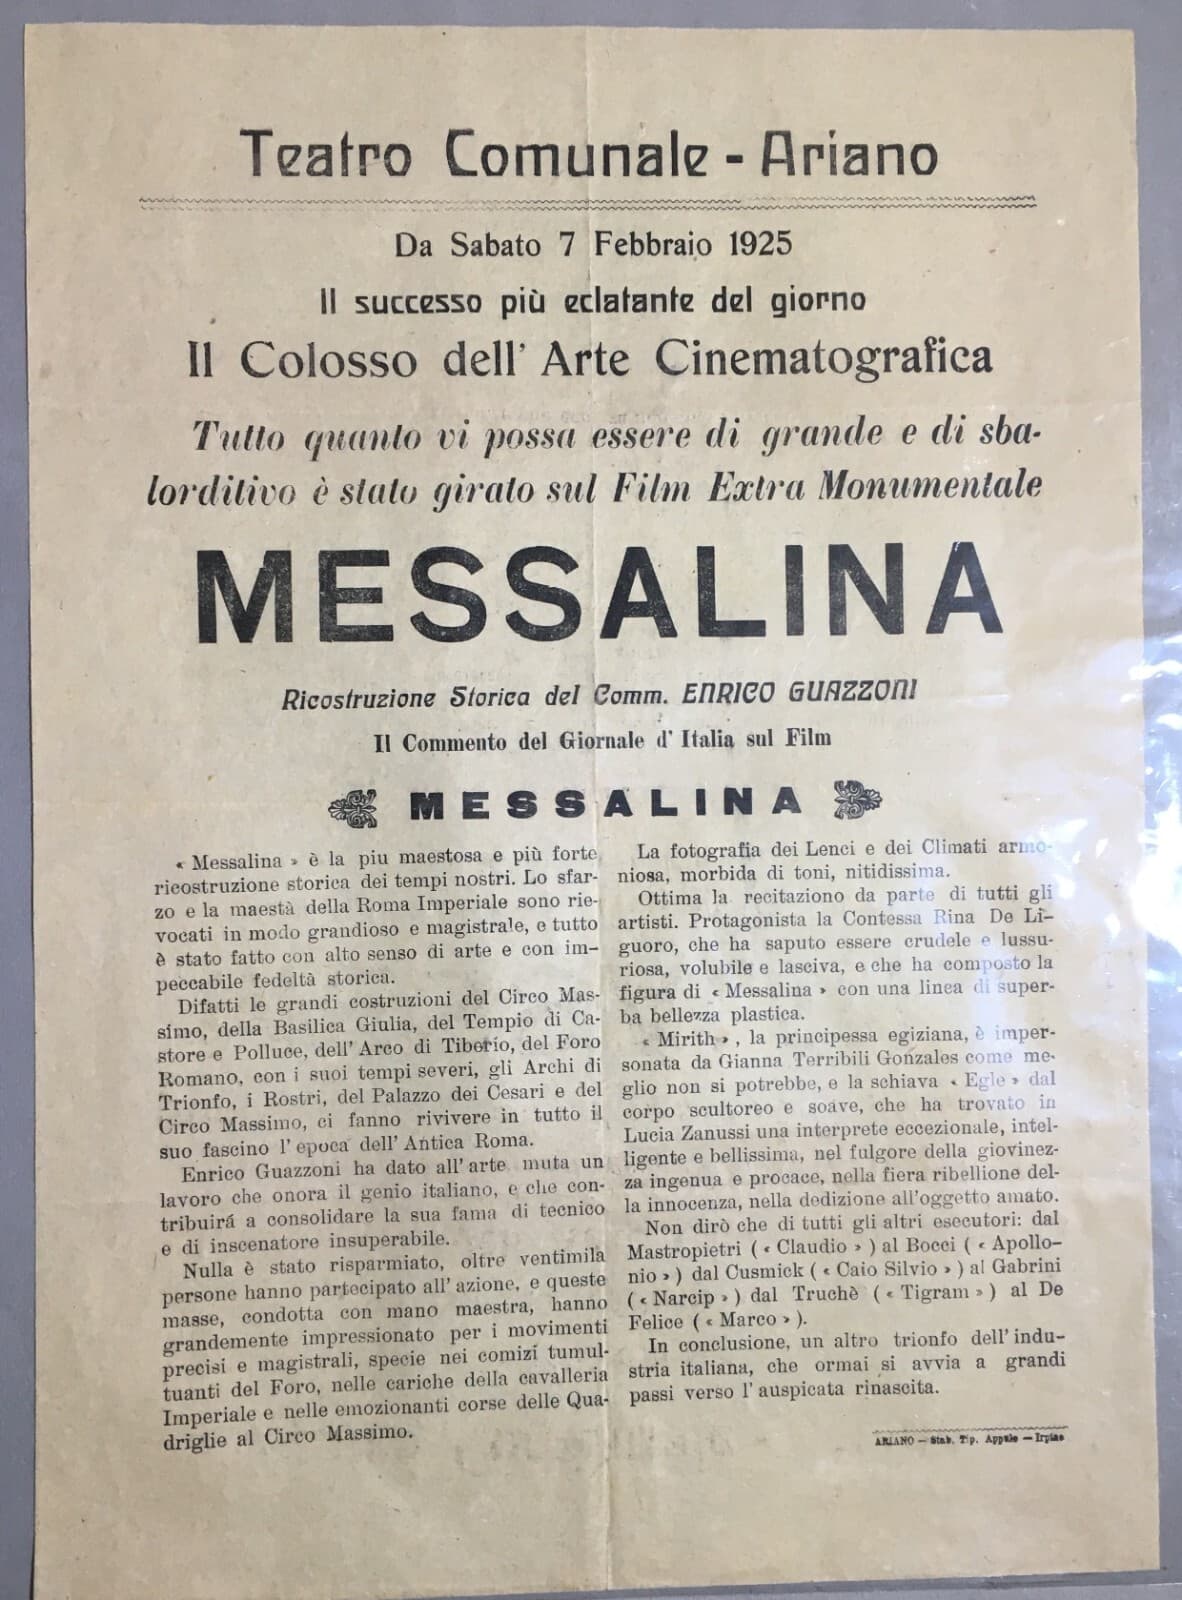 Teatro Comunale - Ariano
Da Sabato 7 Febbraio 1925
Il successo più eclatante del giorno
Il Colosso dell' Arte Cinematografica
Tutto quanto vi possa essere di grande e di sba-
lorditivo è stato girato sul Film Extra Monumentale
MESSALINA
Ricostruzione Storica del Comm. ENRICO GUAZZONI
Il Commento del Giornale d' Italia sul Film
MESSALINA
« Messalina » è la piu maestosa e più forte
ricostruzione storica dei tempi nostri. Lo sfar-
zo e la maestà della Roma Imperiale sono rie-
vocati in modo grandioso e magistrale, e tutto
è stato fatto con alto senso di arte e con im-
peccabile fedeltà storica.
Difatti le grandi costruzioni del Circo Mas-
simo, della Basilica Giulia, del Tempio di Ca-
store e Polluce, dell' Arco di Tiberio, del Foro
Romano, con i suoi tempi severi, gli Archi di
Trionfo, i Rostri, del Palazzo dei Cesari e del
Circo Massimo, ci fanno rivivere in tutto il
suo fascino l' epoca dell' Antica Roma.
Enrico Guazzoni ha dato all' arte muta un
lavoro che onora il genio italiano, e che con-
tribuirá a consolidare la sua fama di tecnico
e di inscenatore insuperabile.
Nulla è stato risparmiato, oltre ventimila
persone hanno partecipato all' azione, e queste
masse, condotta con mano maestra, hanno
grandemente impressionato per i movimenti
precisi e magistrali, specie nei comizi tumul-
tuanti del Foro, nelle cariche della cavalleria
Imperiale e nelle emozionanti corse delle Qua-
driglie al Circo Massimo.
La fotografia dei Lenci e dei Climati armo-
niosa, morbida di toni, nitidissima.
Ottima la recitaziono da parte di tutti gli
artisti. Protagonista la Contessa Rina De Li-
guoro, che ha saputo essere crudele e lussu-
riosa, volubile e lasciva, e che ha composto la
figura di « Messalina » con una linea di super-
ba bellezza plastica.
« Mirith » , la principessa egiziana, è imper-
sonata da Gianna Terribili Gonzales come me-
glio non si potrebbe, e la schiava « Egle » dal
corpo scultoreo e soave, che ha trovato in
Lucia Zanussi una interprete eccezionale, intel-
ligente e bellissima, nel fulgore della giovinez-
za ingenua e procace, nella fiera ribellione del-
la innocenza, nella dedizione all'oggetto amato.
Non dirò che di tutti gli altri esecutori: dal
Mastropietri ( « Claudio » ) al Bocci ( « Apollo-
nio » ) dal Cusmick ( « Caio Silvio » ) al Gabrini
( « Narcip » ) dal Truchè ( « Tigram » ) al De
Felice ( « Marco » ).
In conclusione, un altro trionfo dell' indu-
stria italiana, che ormai si avvia a grandi
passi verso l' auspicata rinascita.
ARIANO — Stab. Tip. Appulo — Irpino